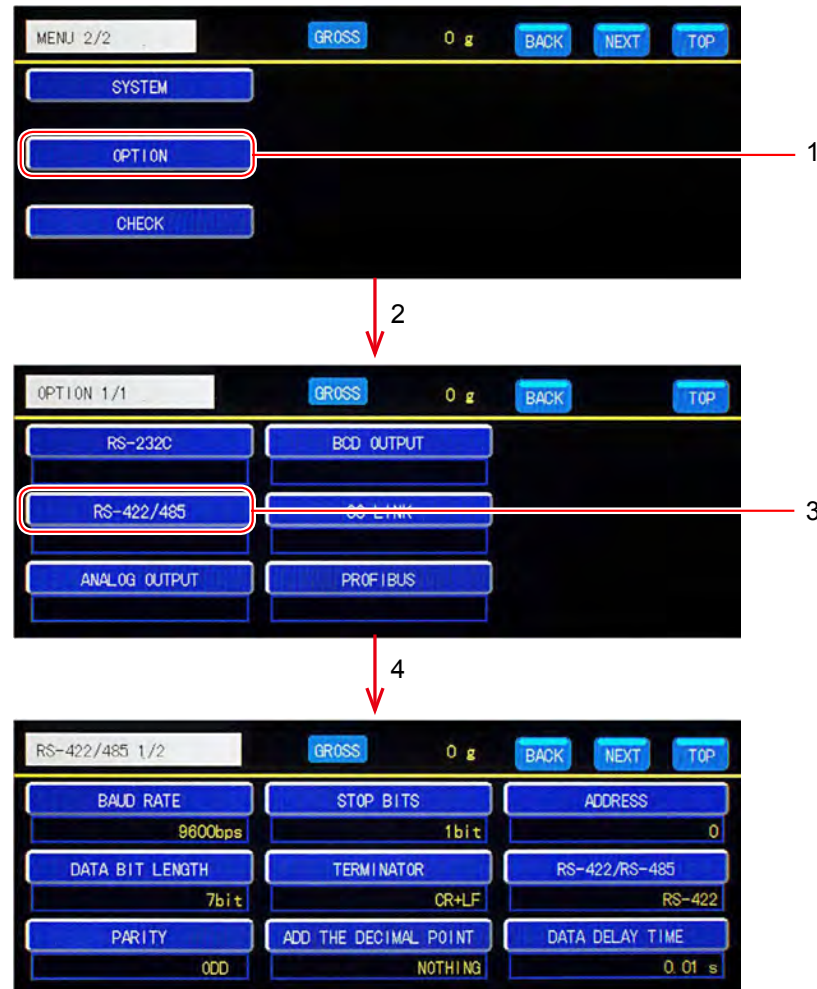 MENU 2/2 GROSS 0 g BACK NEXT TOP
SYSTEM
OPTION 1
CHECK
2
OPTION 1/1 GROSS 0 g BACK TOP
RS-232C BCD OUTPUT
RS-422/485 CC-LINK 3
ANALOG OUTPUT PROFIBUS
4
RS-422/485 1/2 GROSS 0 g BACK NEXT TOP
BAUD RATE STOP BITS ADDRESS
9600bps 1bit 0
DATA BIT LENGTH TERMINATOR RS-422/RS-485
7bit CR+LF RS-422
PARITY ADD THE DECIMAL POINT DATA DELAY TIME
ODD NOTHING 0.01 s